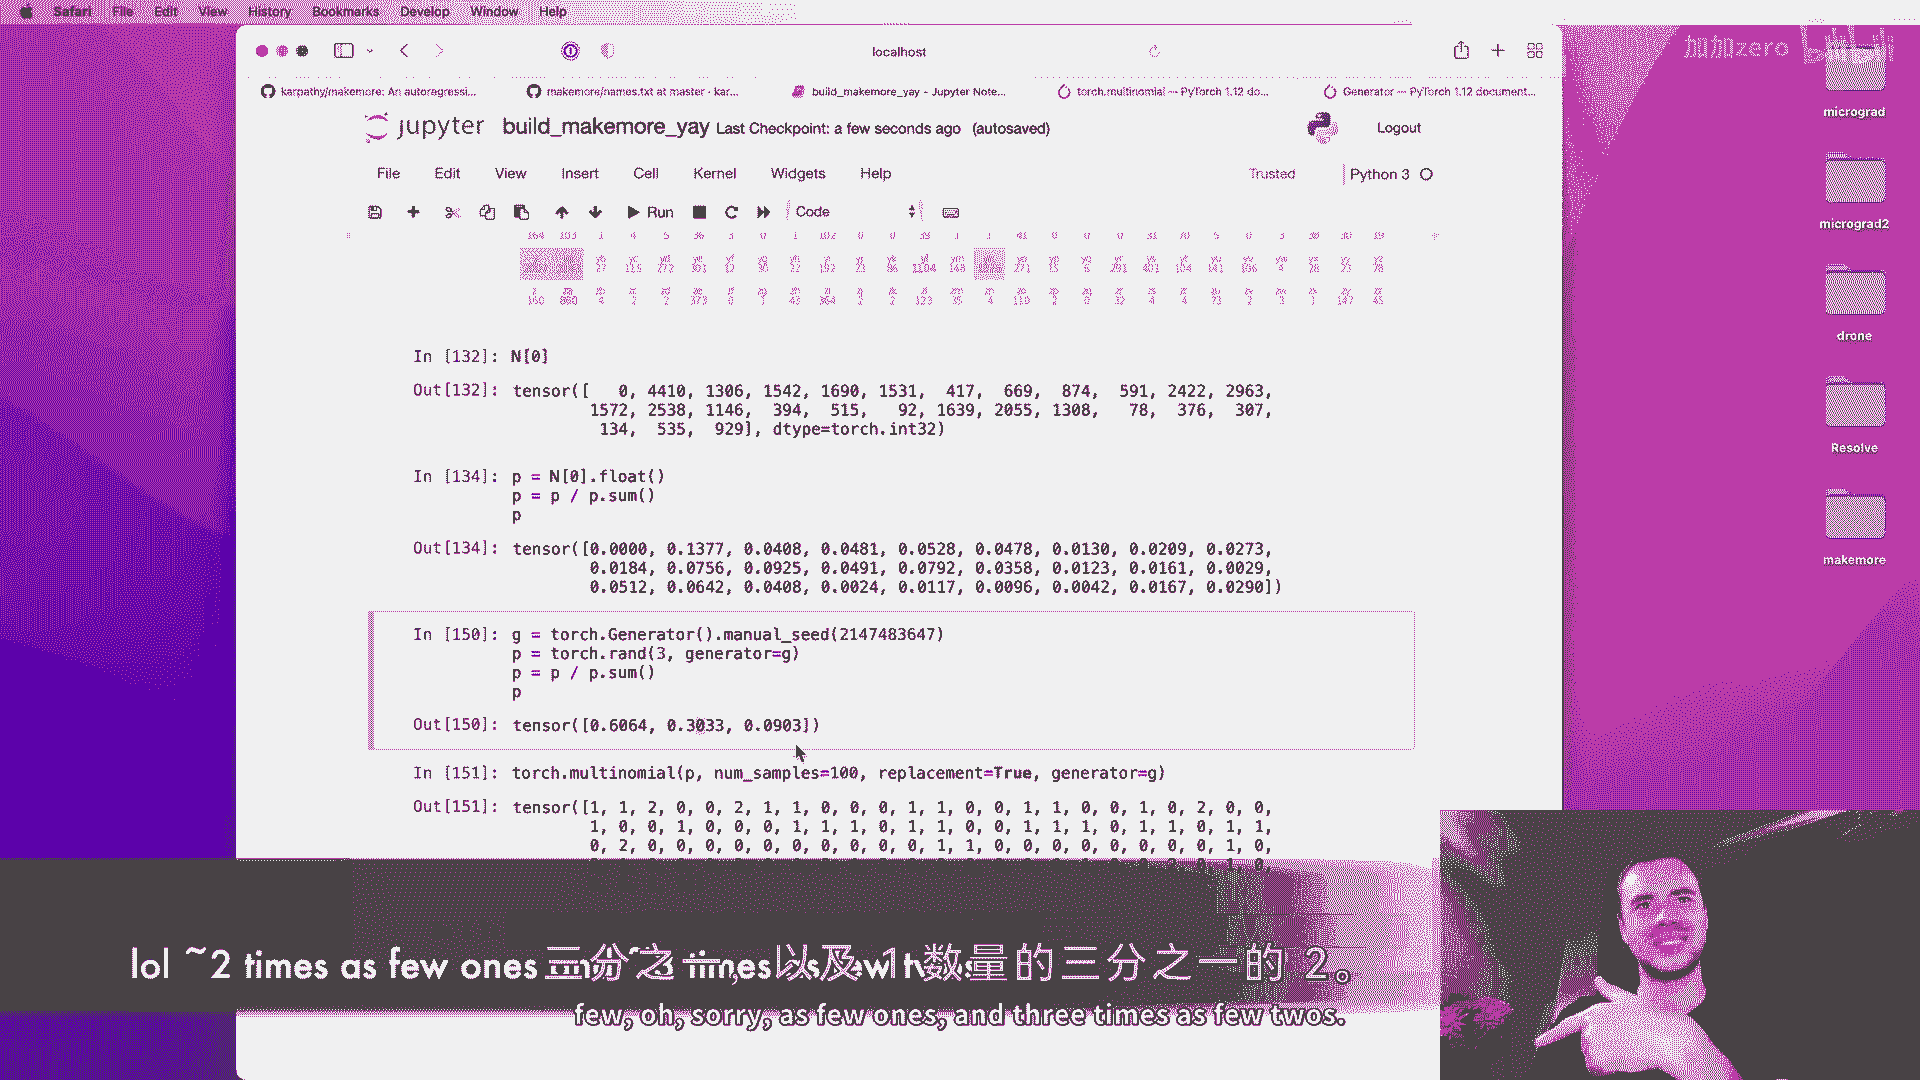 Safari File Edit View History Bookmarks Develop Window Help
localhost
加加zero
karpathy/makemore: An autoregressi...
makemore/names.txt at master · kar...
build_makemore_yay - Jupyter Note...
torch.multinomial — PyTorch 1.12 do...
Generator — PyTorch 1.12 document...
jupyter build_makemore_yay Last Checkpoint: a few seconds ago (autosaved)
Logout
File Edit View Insert Cell Kernel Widgets Help
Trusted
Python 3
Run
Code
In [132]: N[0]
Out[132]: tensor([   0, 4410, 1306, 1542, 1690, 1531,  417,  669,  874,  591, 2422, 2963,
1572, 2538, 1146,  394,  515,   92, 1639, 2055, 1308,   78,  376,  307,
134,  535,  929], dtype=torch.int32)
In [134]: p = N[0].float()
p = p / p.sum()
p
Out[134]: tensor([0.0000, 0.1377, 0.0408, 0.0481, 0.0528, 0.0478, 0.0130, 0.0209, 0.0273,
0.0184, 0.0756, 0.0925, 0.0491, 0.0792, 0.0358, 0.0123, 0.0161, 0.0029,
0.0512, 0.0642, 0.0408, 0.0024, 0.0117, 0.0096, 0.0042, 0.0167, 0.0290])
In [150]: g = torch.Generator().manual_seed(2147483647)
p = torch.rand(3, generator=g)
p = p / p.sum()
p
Out[150]: tensor([0.6064, 0.3033, 0.0903])
In [151]: torch.multinomial(p, num_samples=100, replacement=True, generator=g)
Out[151]: tensor([1, 1, 2, 0, 0, 2, 1, 1, 0, 0, 0, 1, 1, 0, 0, 1, 1, 0, 0, 1, 0, 2, 0, 0,
1, 0, 0, 1, 0, 0, 0, 1, 1, 1, 0, 1, 1, 0, 0, 1, 1, 1, 0, 1, 1, 0, 1, 1,
0, 2, 0, 0, 0, 0, 0, 0, 0, 0, 0, 1, 1, 0, 0, 0, 0, 0, 0, 0, 0, 0, 1, 0,
micrograd
micrograd2
drone
Resolve
makemore
lol ~2 times as few ones
三分之一,以及 1 数量的三分之一的 2。
few, oh, sorry, as few ones, and three times as few twos.